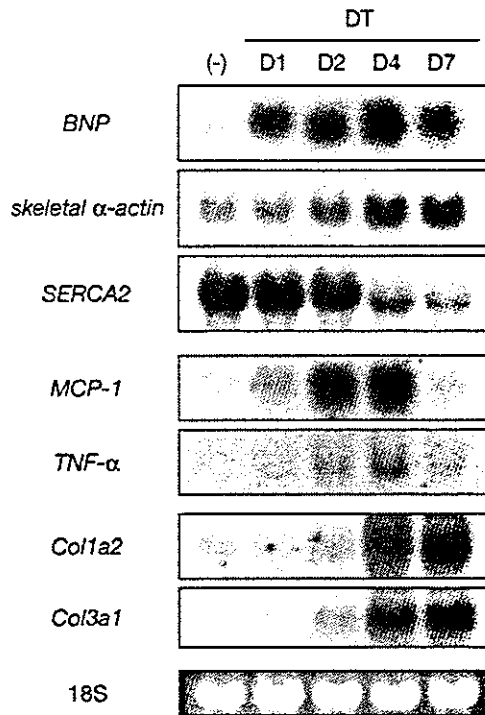 DT
(-) D1 D2 D4 D7
BNP
skeletal α-actin
SERCA2
MCP-1
TNF-α
Col1a2
Col3a1
18S